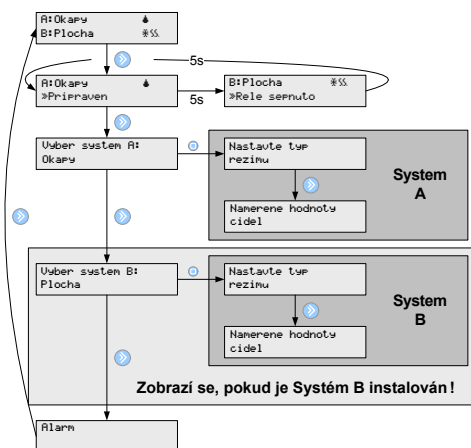 A:Okapy
B:Plocha
5s
A:Okapy
»Pripraven
5s
B:Plocha
»Rele sepnuto
Vyber system A:
Okapy
Nastavte typ
rezimu
Namerene hodnoty
cidel
System
A
Vyber system B:
Plocha
Nastavte typ
rezimu
Namerene hodnoty
cidel
System
B
Zobrazí se, pokud je Systém B instalován!
Alarm